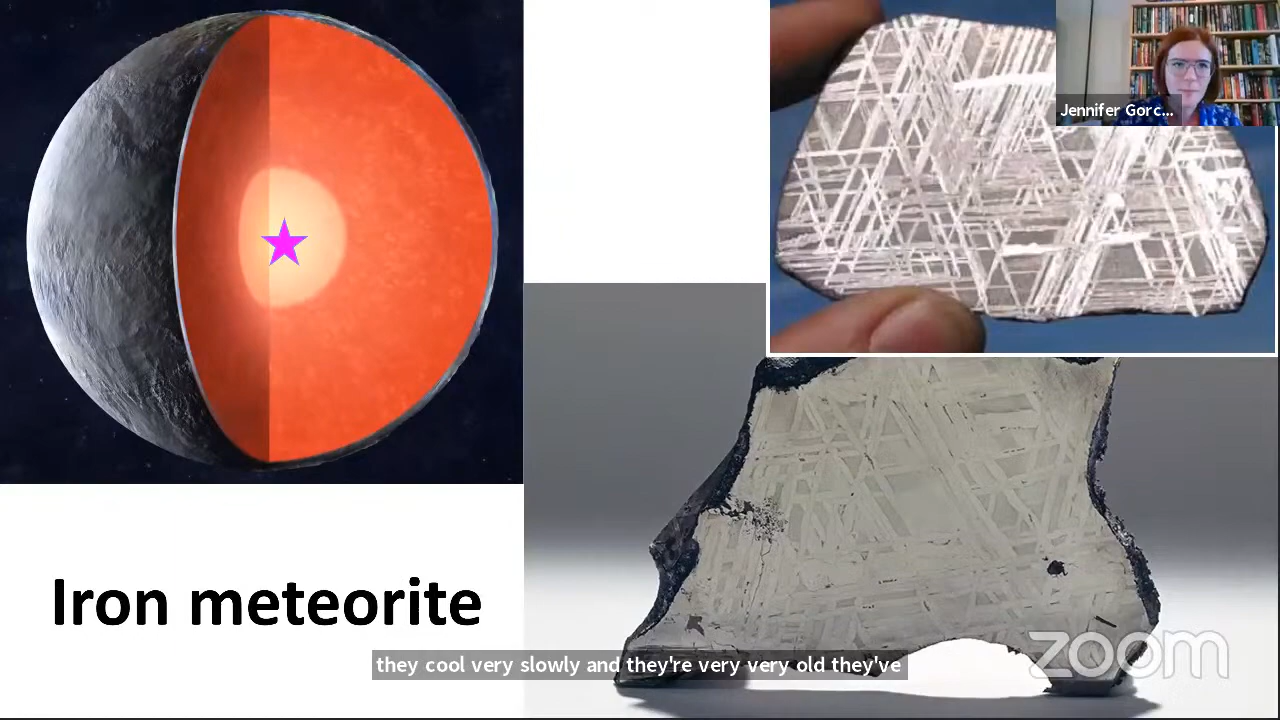 Jennifer Gorc...
Iron meteorite
they cool very slowly and they're very very old they've
zoom